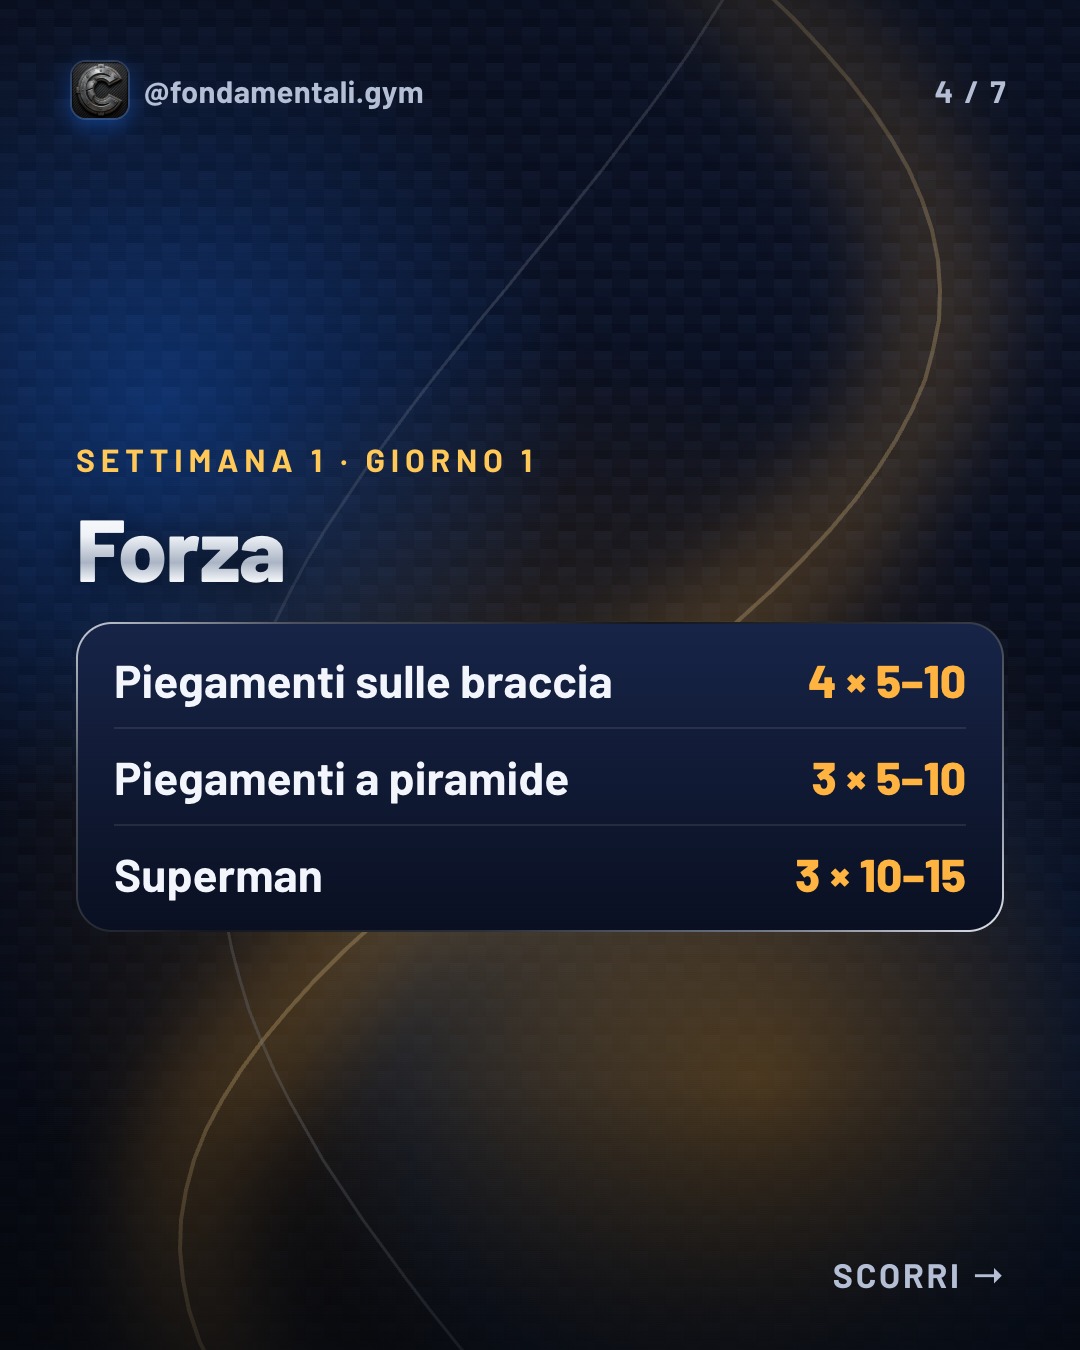 @fondamentali.gym
4 / 7
SETTIMANA 1 · GIORNO 1
Forza
Piegamenti sulle braccia 4 × 5–10
Piegamenti a piramide 3 × 5–10
Superman 3 × 10–15
SCORRI →